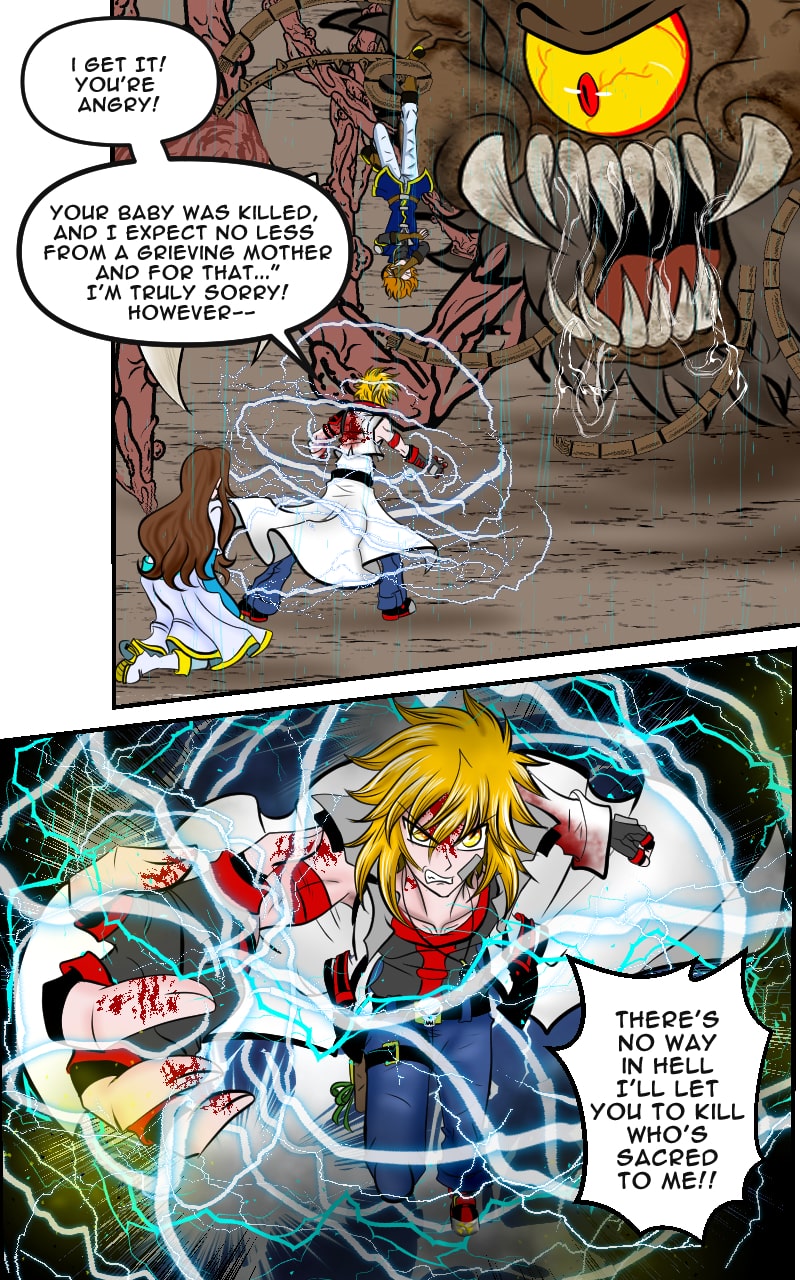 I GET IT!
YOU'RE
ANGRY!
YOUR BABY WAS KILLED,
AND I EXPECT NO LESS
FROM A GRIEVING MOTHER
AND FOR THAT..."
I'M TRULY SORRY!
HOWEVER--
THERE'S
NO WAY
IN HELL
I'LL LET
YOU TO KILL
WHO'S
SACRED
TO ME!!